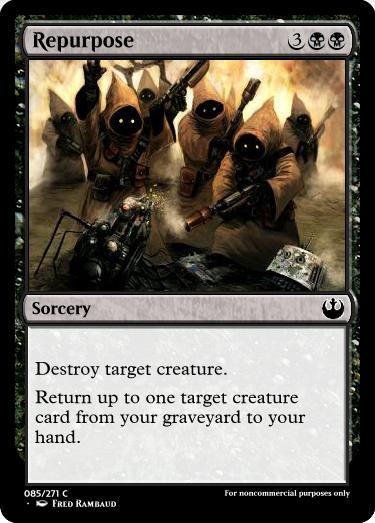 Repurpose 3
Sorcery
Destroy target creature.
Return up to one target creature
card from your graveyard to your
hand.
085/271 C
For noncommercial purposes only
· Fred Rambaud